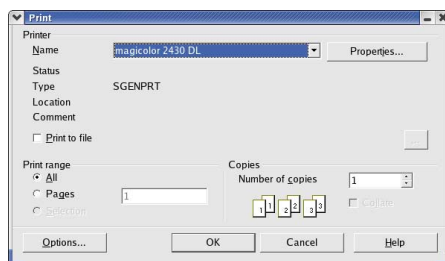 Print
Printer
Name magicolor 2430 DL Properties...
Status
Type SGENPRT
Location
Comment
Print to file
...
Print range Copies
All Number of copies 1
Pages 1
Selection 1 1 2 2 3 3 Collate
Options... OK Cancel Help